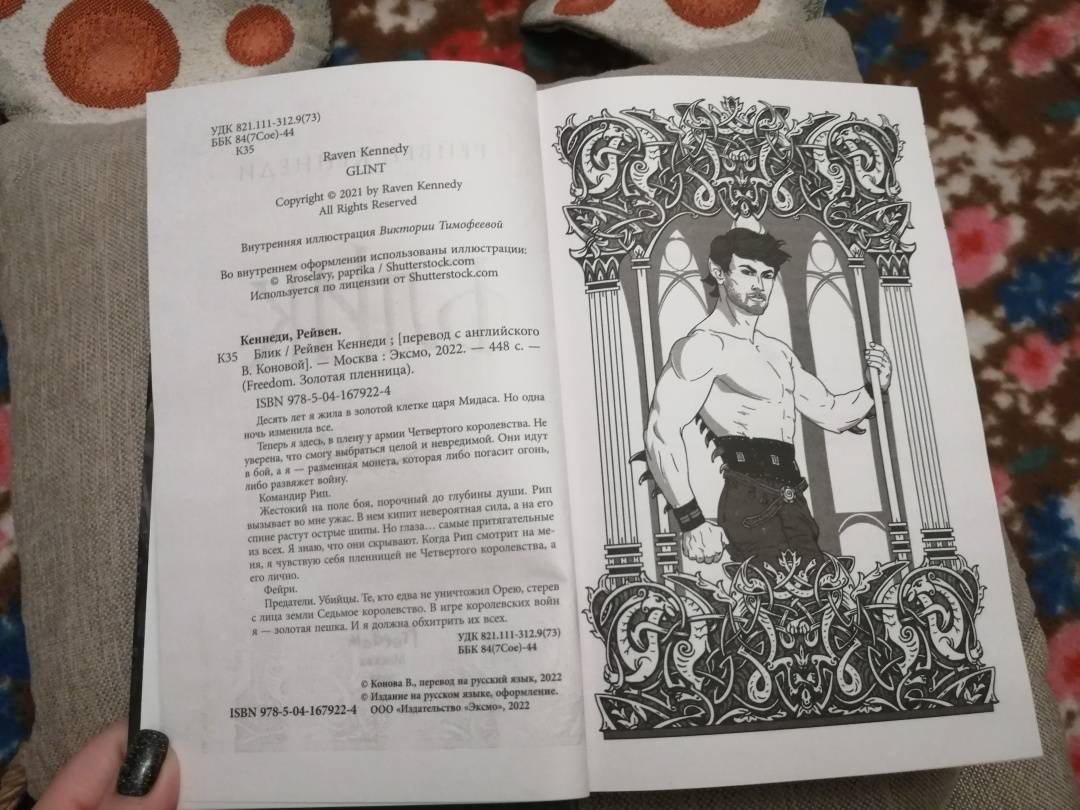 УДК 821.111-312.9(73)
ББК 84(7Сое)-44
К35
Raven Kennedy
GLINT
Copyright © 2021 by Raven Kennedy
All Rights Reserved
Внутренняя иллюстрация Виктории Тимофеевой
Во внутреннем оформлении использованы иллюстрации:
© Rroselavy, paprika / Shutterstock.com
Используется по лицензии от Shutterstock.com
Кеннеди, Рейвен.
К35 Блик / Рейвен Кеннеди ; [перевод с английского
В. Коновой]. — Москва : Эксмо, 2022. — 448 с. —
(Freedom. Золотая пленница).
ISBN 978-5-04-167922-4
Десять лет я жила в золотой клетке царя Мидаса. Но одна
ночь изменила все.
Теперь я здесь, в плену у армии Четвертого королевства. Не
уверена, что смогу выбраться целой и невредимой. Они идут
в бой, а я — разменная монета, которая либо погасит огонь,
либо развяжет войну.
Командир Рип.
Жестокий на поле боя, порочный до глубины души. Рип
вызывает во мне ужас. В нем кипит невероятная сила, а на его
спине растут острые шипы. Но глаза… самые притягательные
из всех. Я знаю, что они скрывают. Когда Рип смотрит на ме-
ня, я чувствую себя пленницей не Четвертого королевства, а
его лично.
Фейри.
Предатели. Убийцы. Те, кто едва не уничтожил Орею, стерев
с лица земли Седьмое королевство. В игре королевских войн
я — золотая пешка. И я должна обхитрить их всех.
УДК 821.111-312.9(73)
ББК 84(7Сое)-44
© Конова В., перевод на русский язык, 2022
© Издание на русском языке, оформление.
ISBN 978-5-04-167922-4 ООО «Издательство «Эксмо», 2022